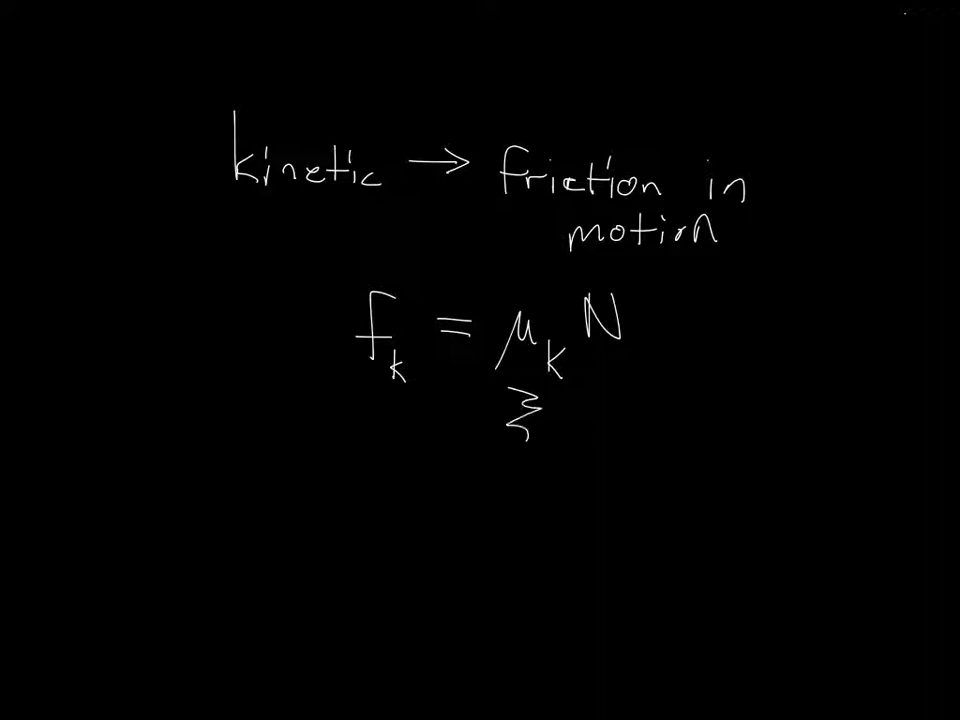 kinetic → friction in
motion
f_k = μ_k N
ξ